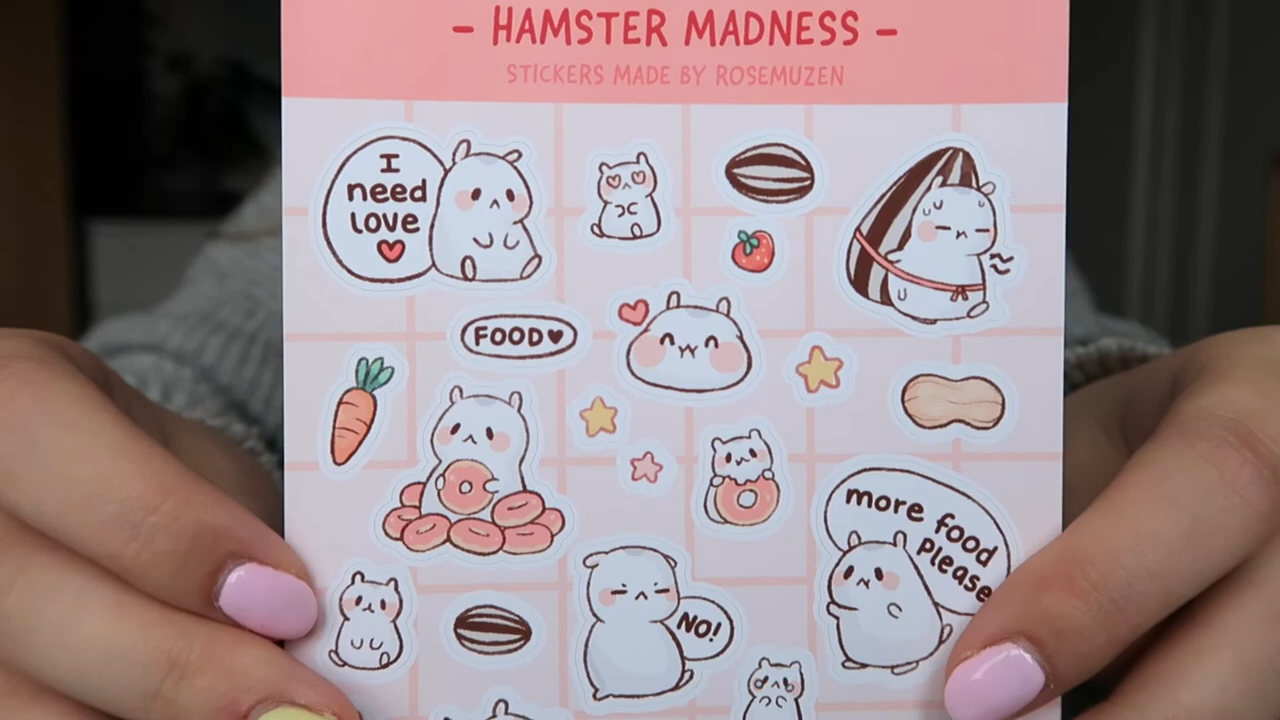 - HAMSTER MADNESS -
STICKERS MADE BY ROSEMUZEN
I
need
love
FOOD
more food
please
NO!